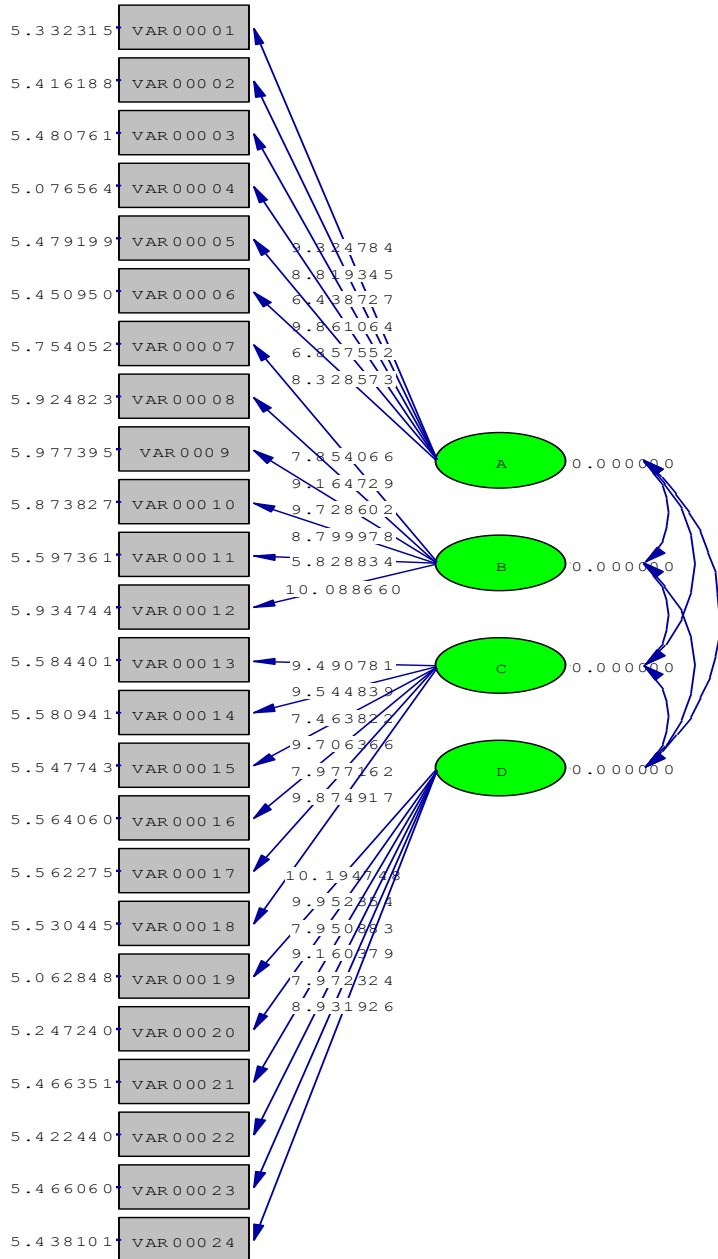 5.332315 VAR00001
5.416188 VAR00002
5.480761 VAR00003
5.076564 VAR00004
5.479199 VAR00005
9.324784
8.819345
5.450950 VAR00006
6.438727
9.861064
5.754052 VAR00007
6.857552
8.328573
5.924823 VAR00008
5.977395 VAR0009
7.854066
A 0.000000
9.164729
5.873827 VAR00010
9.728602
8.799978
5.597361 VAR00011
5.828834
B 0.000000
10.088660
5.934744 VAR00012
5.584401 VAR00013
9.490781
C 0.000000
9.544839
5.580941 VAR00014
7.463822
9.706366
5.547743 VAR00015
7.977162
D 0.000000
9.874917
5.564060 VAR00016
5.562275 VAR00017
10.194748
9.952354
5.530445 VAR00018
7.950883
9.160379
5.062848 VAR00019
7.972324
8.931926
5.247240 VAR00020
5.466351 VAR00021
5.422440 VAR00022
5.466060 VAR00023
5.438101 VAR00024